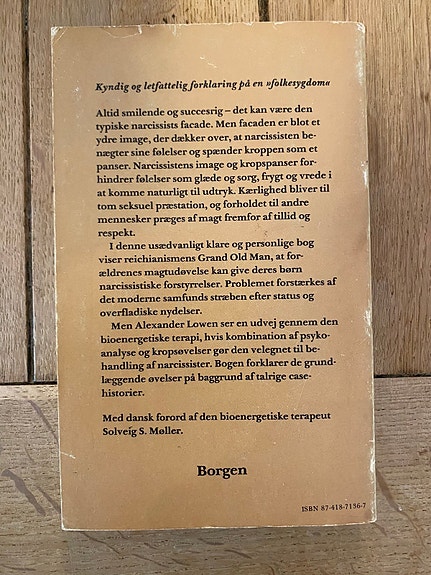 Kyndig og letfattelig forklaring på en »folkesygdom«
Altid smilende og succesrig – det kan være den
typiske narcissists facade. Men facaden er blot et
ydre image, der dækker over, at narcissisten be-
nægter sine følelser og spænder kroppen som et
panser. Narcissistens image og kropspanser for-
hindrer følelser som glæde og sorg, frygt og vrede i
at komme naturligt til udtryk. Kærlighed bliver til
tom seksuel præstation, og forholdet til andre
mennesker præges af magt fremfor af tillid og
respekt.
I denne usædvanligt klare og personlige bog
viser reichianismens Grand Old Man, at for-
ældrenes magtudøvelse kan give deres børn
narcissistiske forstyrrelser. Problemet forstærkes af
det moderne samfunds stræben efter status og
overfladiske nydelser.
Men Alexander Lowen ser en udvej gennem den
bioenergetiske terapi, hvis kombination af psyko-
analyse og kropsøvelser gør den velegnet til be-
handling af narcissister. Bogen forklarer de grund-
læggende øvelser på baggrund af talrige case-
historier.
Med dansk forord af den bioenergetiske terapeut
Solveig S. Møller.
Borgen
ISBN 87-418-7136-7